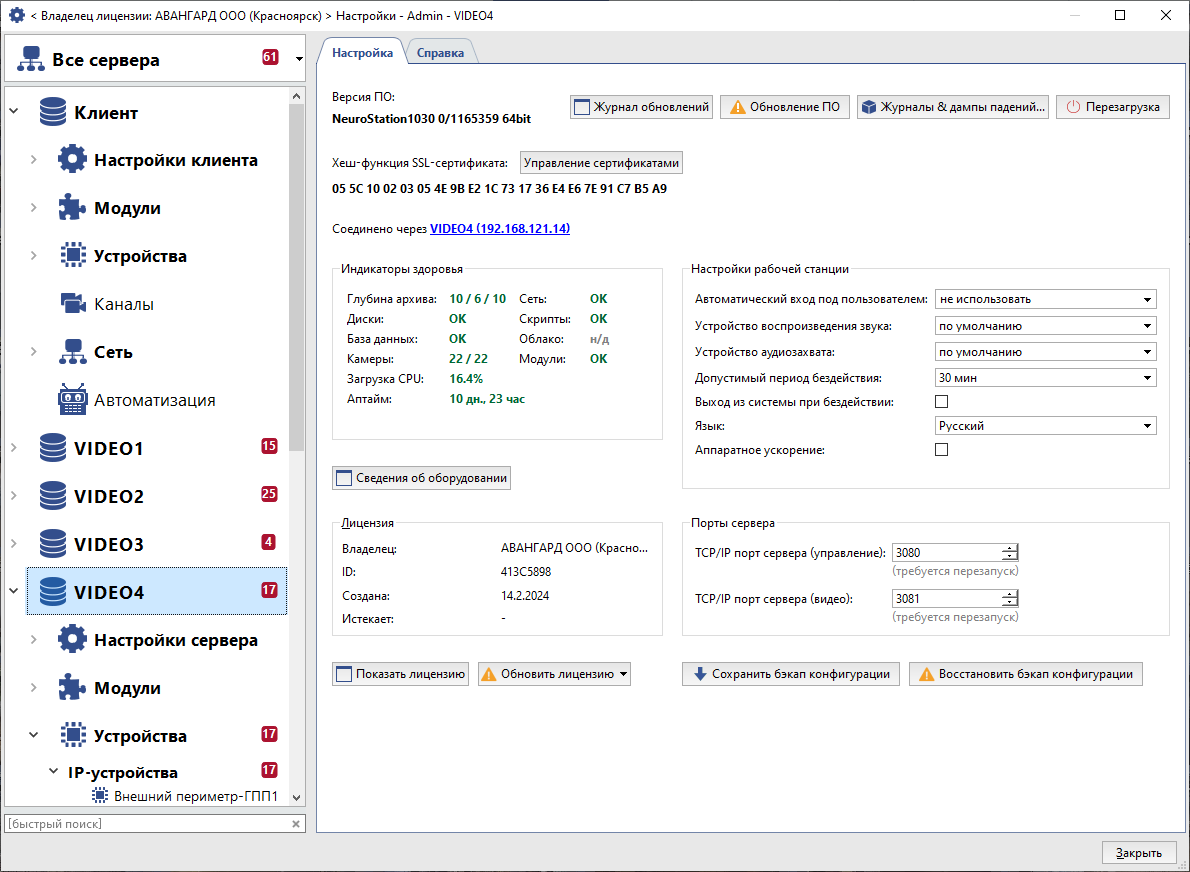 < Владелец лицензии: АВАНГАРД ООО (Красноярск) > Настройки - Admin - VIDEO4
Все сервера 61
Клиент
Настройки клиента
Модули
Устройства
Каналы
Сеть
Автоматизация
VIDEO1 15
VIDEO2 25
VIDEO3 4
VIDEO4 17
Настройки сервера
Модули
Устройства 17
IP-устройства 17
Внешний периметр-ГПП1
[быстрый поиск]
Настройка Справка
Версия ПО:
NeuroStation1030 0/1165359 64bit
Журнал обновлений Обновление ПО Журналы & дампы падений... Перезагрузка
Хеш-функция SSL-сертификата: Управление сертификатами
05 5C 10 02 03 05 4E 9B E2 1C 73 17 36 E4 E6 7E 91 C7 B5 A9
Соединено через VIDEO4 (192.168.121.14)
Индикаторы здоровья
Глубина архива: 10 / 6 / 10 Сеть: OK
Диски: OK Скрипты: OK
База данных: OK Облако: н/д
Камеры: 22 / 22 Модули: OK
Загрузка CPU: 16.4%
Аптайм: 10 дн., 23 час
Настройки рабочей станции
Автоматический вход под пользователем: не использовать
Устройство воспроизведения звука: по умолчанию
Устройство аудиозахвата: по умолчанию
Допустимый период бездействия: 30 мин
Выход из системы при бездействии:
Язык: Русский
Аппаратное ускорение:
Сведения об оборудовании
Лицензия
Владелец: АВАНГАРД ООО (Красно...
ID: 413C5898
Создана: 14.2.2024
Истекает: -
Порты сервера
TCP/IP порт сервера (управление): 3080
(требуется перезапуск)
TCP/IP порт сервера (видео): 3081
(требуется перезапуск)
Показать лицензию Обновить лицензию Сохранить бэкап конфигурации Восстановить бэкап конфигурации
Закрыть